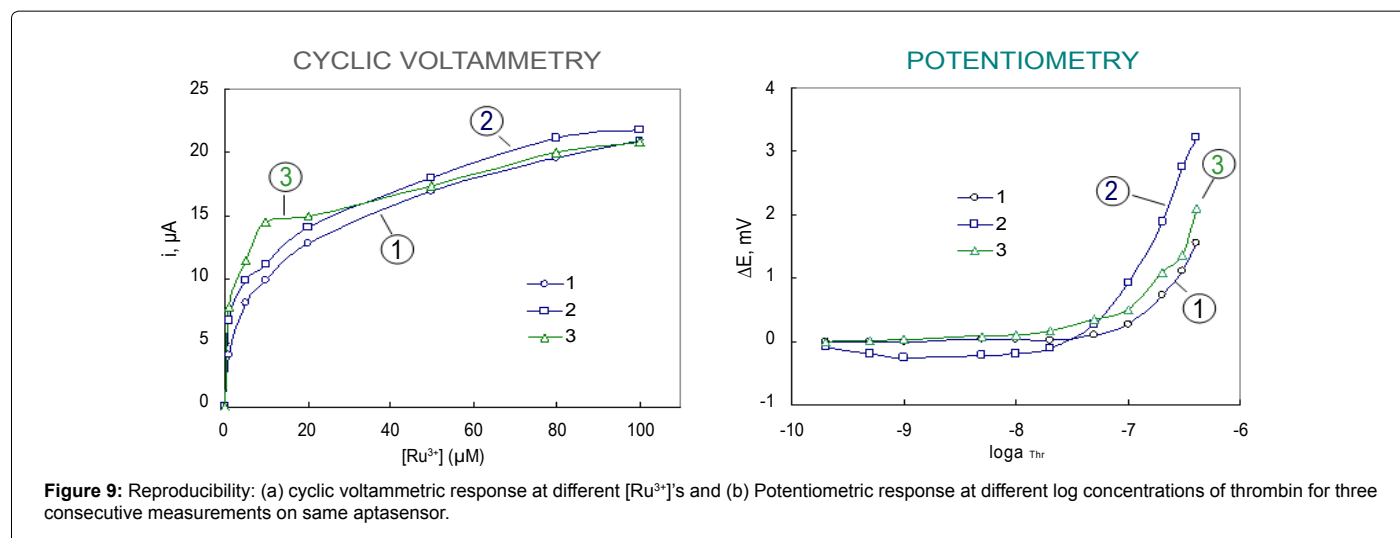 CYCLIC VOLTAMMETRY
25
20
15
10
5
0
i, µA
0 20 40 60 80 100
[Ru³⁺] (µM)
1
2
3
3
2
1
POTENTIOMETRY
4
3
2
1
0
-1
ΔE, mV
-10 -9 -8 -7 -6
loga Thr
1
2
3
2
3
1
Figure 9: Reproducibility: (a) cyclic voltammetric response at different [Ru³⁺]'s and (b) Potentiometric response at different log concentrations of thrombin for three
consecutive measurements on same aptasensor.